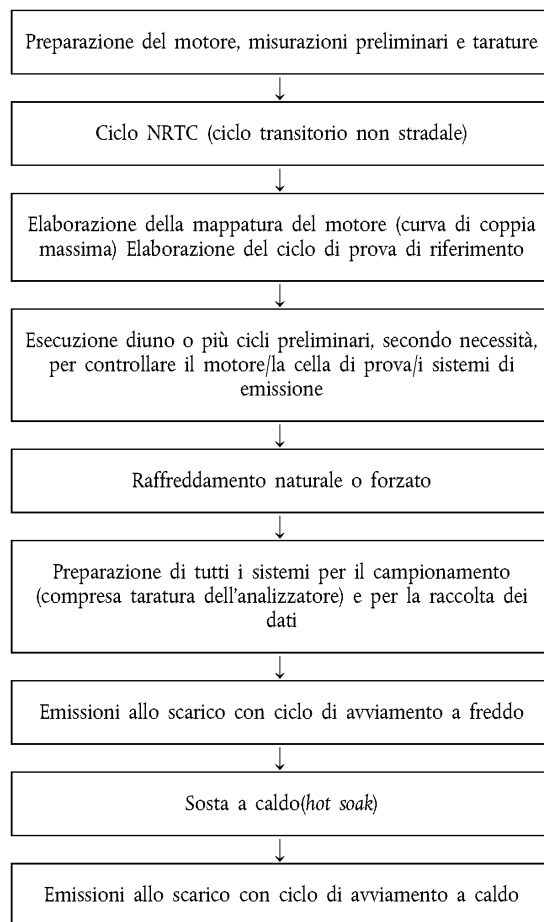 Preparazione del motore, misurazioni preliminari e tarature
↓
Ciclo NRTC (ciclo transitorio non stradale)
↓
Elaborazione della mappatura del motore (curva di coppia
massima) Elaborazione del ciclo di prova di riferimento
↓
Esecuzione diuno o più cicli preliminari, secondo necessità,
per controllare il motore/la cella di prova/i sistemi di
emissione
↓
Raffreddamento naturale o forzato
↓
Preparazione di tutti i sistemi per il campionamento
(compresa taratura dell'analizzatore) e per la raccolta dei
dati
↓
Emissioni allo scarico con ciclo di avviamento a freddo
↓
Sosta a caldo(hot soak)
↓
Emissioni allo scarico con ciclo di avviamento a caldo